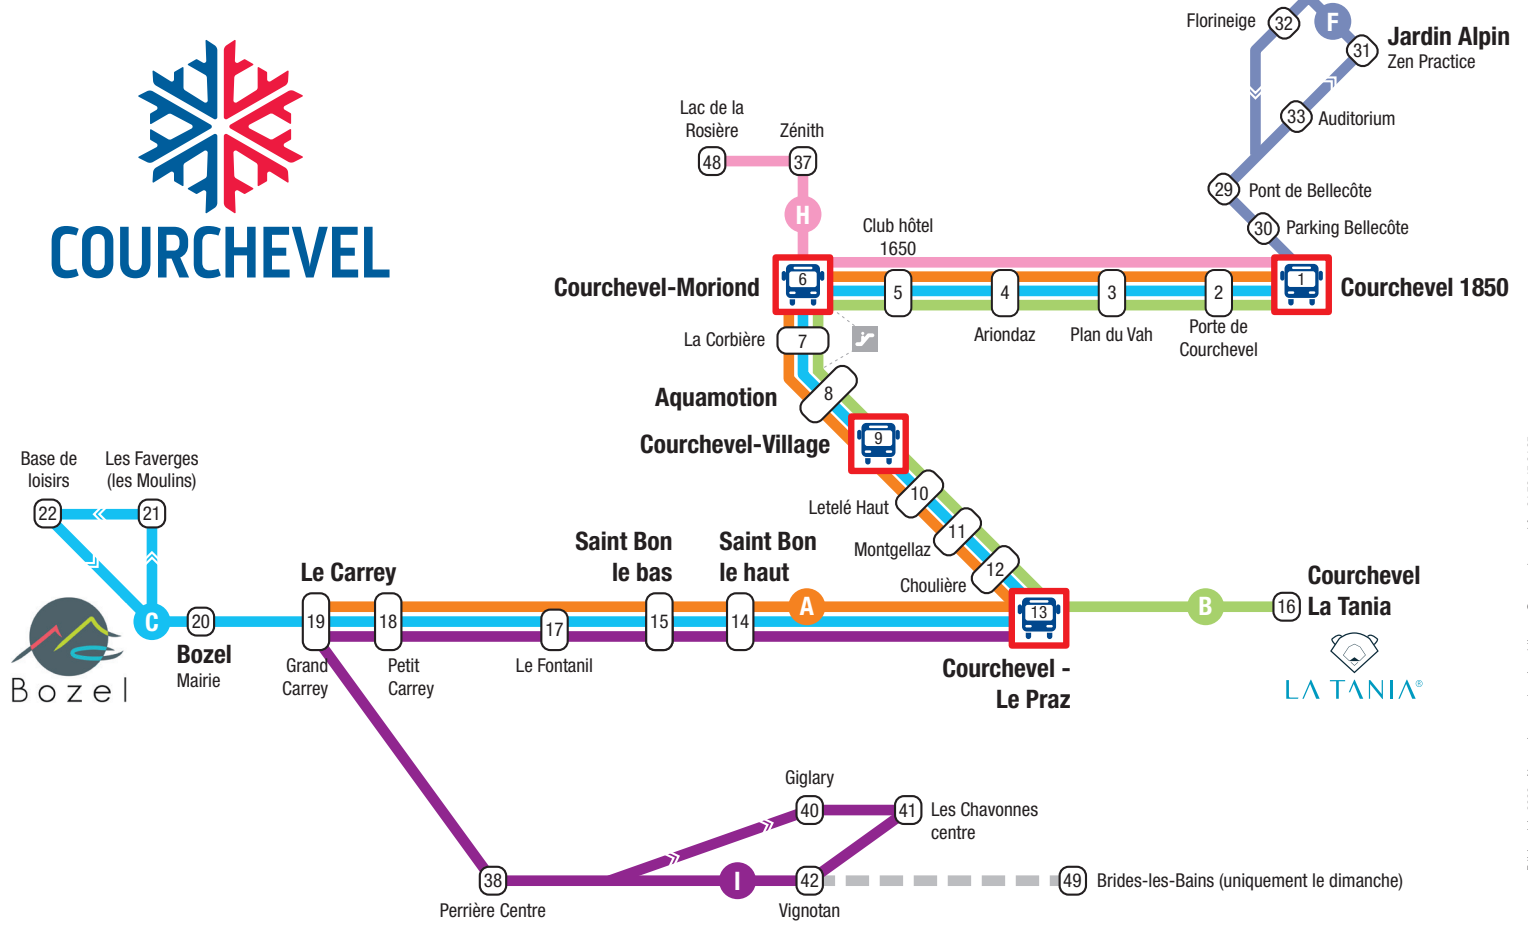 Florineige
32
F
31
Jardin Alpin
Zen Practice
33
Auditorium
29
Pont de Bellecôte
30
Parking Bellecôte
COURCHEVEL
Lac de la
Rosière
48
Zénith
37
H
Club hôtel
1650
Courchevel-Moriond
6
5
4
3
2
1
Courchevel 1850
Ariondaz
Plan du Vah
Porte de
Courchevel
La Corbière
7
Aquamotion
8
Courchevel-Village
9
Letelé Haut
10
Montgellaz
11
Choulière
12
Base de
loisirs
22
Les Faverges
(les Moulins)
21
C
20
Bozel
Mairie
Bozel
Le Carrey
19
Grand
Carrey
18
Petit
Carrey
17
Le Fontanil
Saint Bon
le bas
15
Saint Bon
le haut
14
A
13
Courchevel -
Le Praz
B
16
Courchevel
La Tania
LA TANIA®
Giglary
40
41
Les Chavonnes
centre
38
Perrière Centre
I
42
Vignotan
49
Brides-les-Bains (uniquement le dimanche)